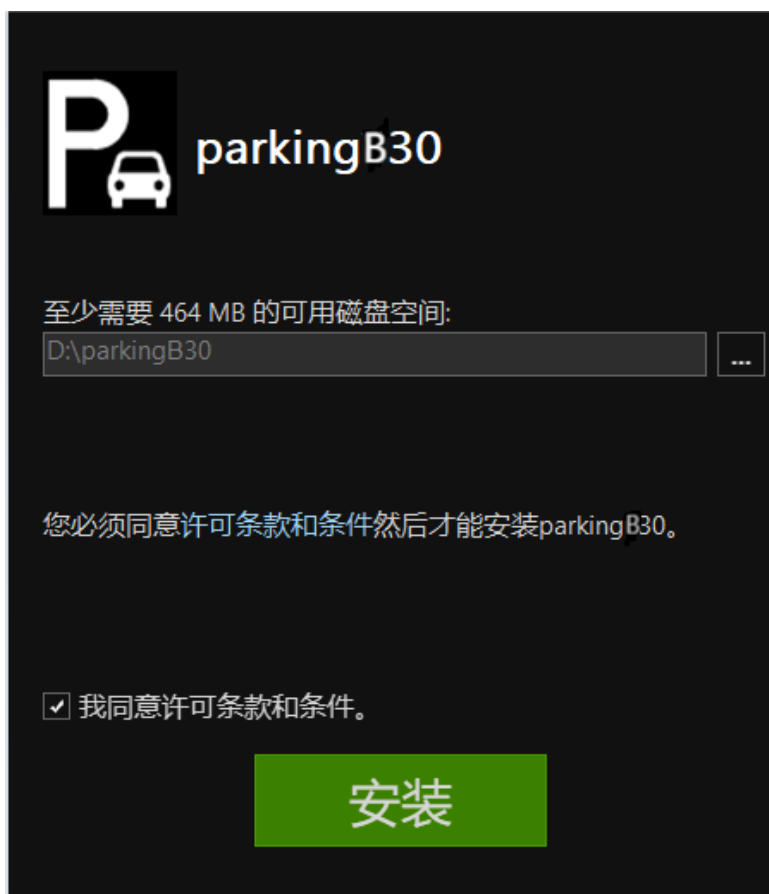 P
parkingB30
至少需要 464 MB 的可用磁盘空间:
D:\parkingB30
...
您必须同意许可条款和条件然后才能安装parkingB30。
我同意许可条款和条件。
安装